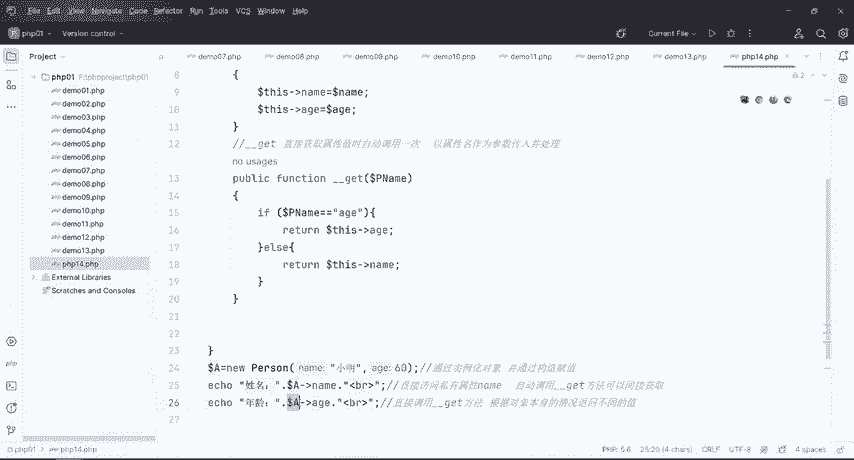 File Edit View Navigate Code Refactor Run Tools VCS Window Help
php01 Version control Current File
Project demo07.php demo08.php demo09.php demo10.php demo11.php demo12.php demo13.php php14.php
php01 F:\phpproject\php01
demo01.php
demo02.php
demo03.php
demo04.php
demo05.php
demo06.php
demo07.php
demo08.php
demo09.php
demo10.php
demo11.php
demo12.php
demo13.php
php14.php
External Libraries
Scratches and Consoles
8 {
9 $this->name=$name;
10 $this->age=$age;
11 }
12 //__get 直接获取属性值时自动调用一次 以属性名作为参数传入并处理
no usages
13 public function __get($PName)
14 {
15 if ($PName=="age"){
16 return $this->age;
17 }else{
18 return $this->name;
19 }
20 }
21
22
23 }
24 $A=new Person( name: "小明", age: 60);//通过实例化对象 并通过构造赋值
25 echo "姓名：".$A->name."<br>";//直接访问私有属性name 自动调用__get方法可以间接获取
26 echo "年龄：".$A->age."<br>";//直接调用__get方法 根据对象本身的情况返回不同的值
27
2
php01 > php14.php PHP: 5.6 25:20 (4 chars) CRLF UTF-8 4 spaces